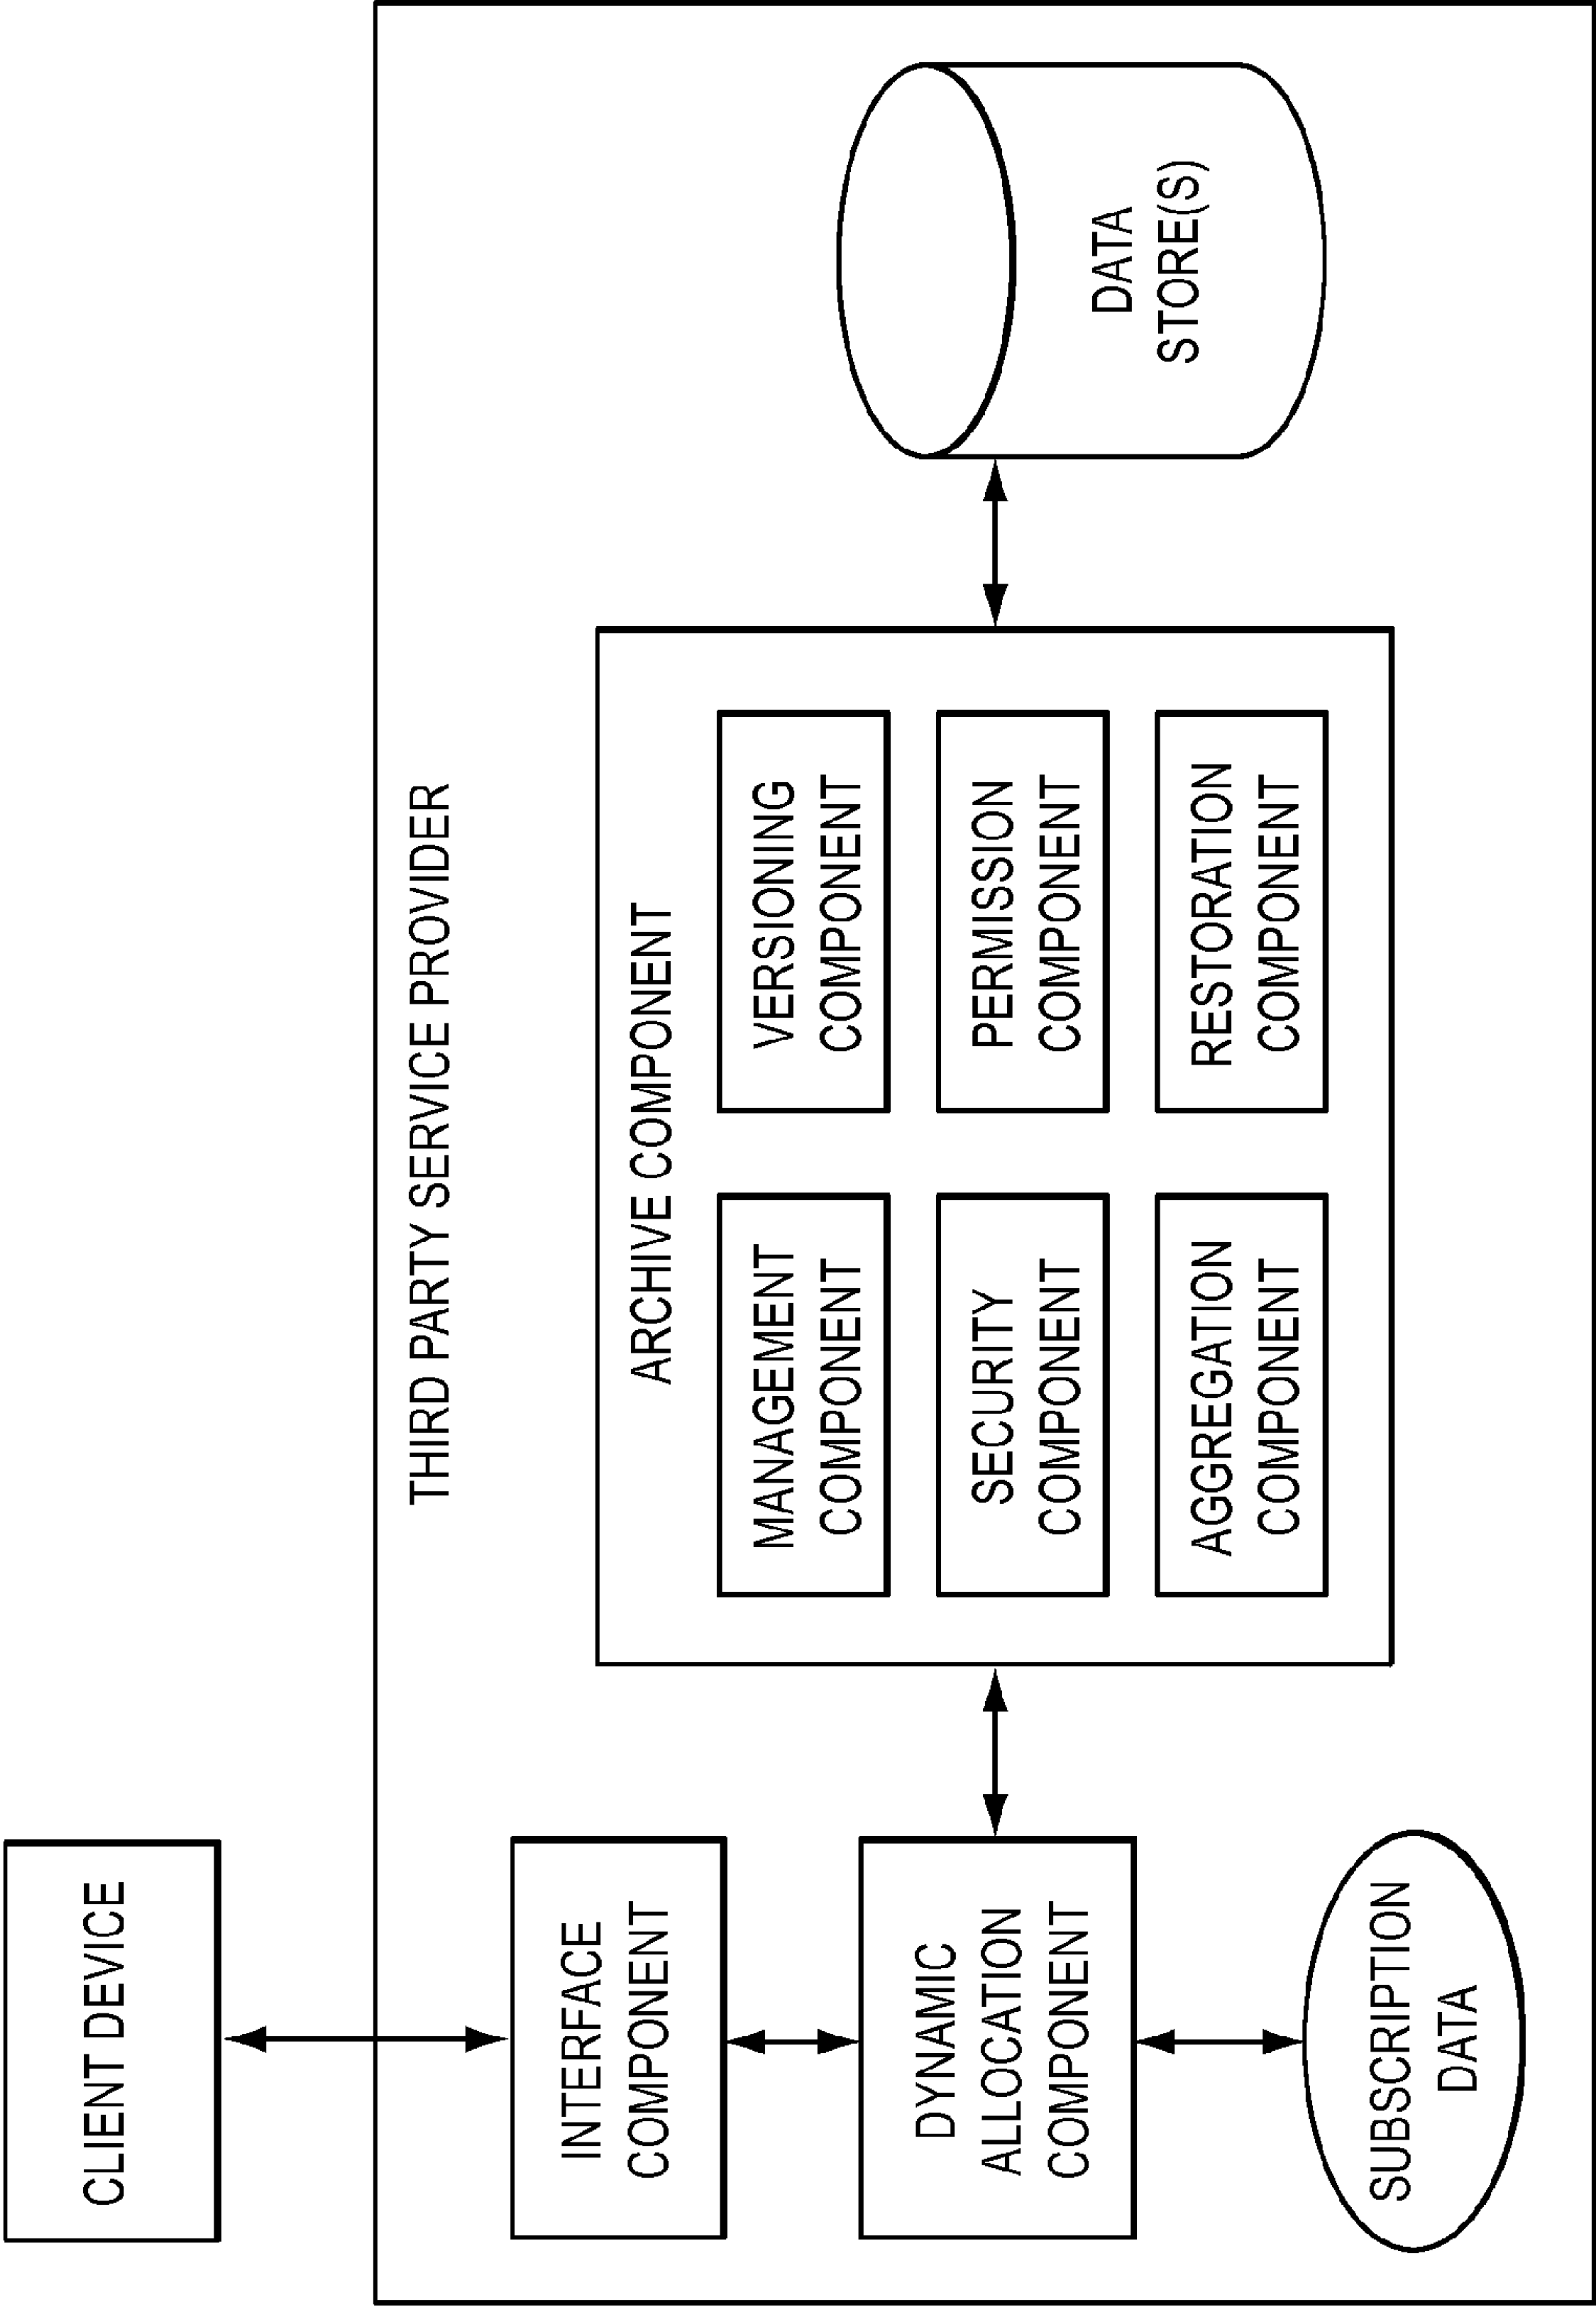 CLIENT DEVICE
THIRD PARTY SERVICE PROVIDER
INTERFACE
COMPONENT
DYNAMIC
ALLOCATION
COMPONENT
SUBSCRIPTION
DATA
ARCHIVE COMPONENT
MANAGEMENT
COMPONENT
VERSIONING
COMPONENT
SECURITY
COMPONENT
PERMISSION
COMPONENT
AGGREGATION
COMPONENT
RESTORATION
COMPONENT
DATA
STORE(S)